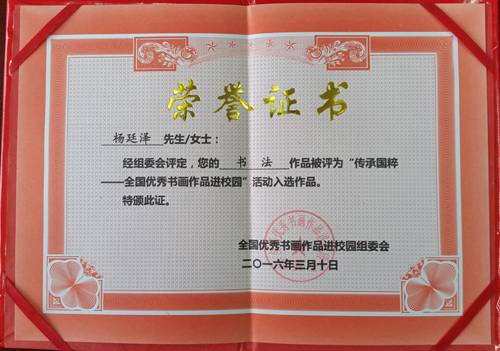 荣誉证书
杨廷泽 先生/女士：
经组委会评定，您的 书 法 作品被评为“传承国粹
——全国优秀书画作品进校园”活动入选作品。
特颁此证。
全国优秀书画作品进校园组委会
二〇一六年三月十日